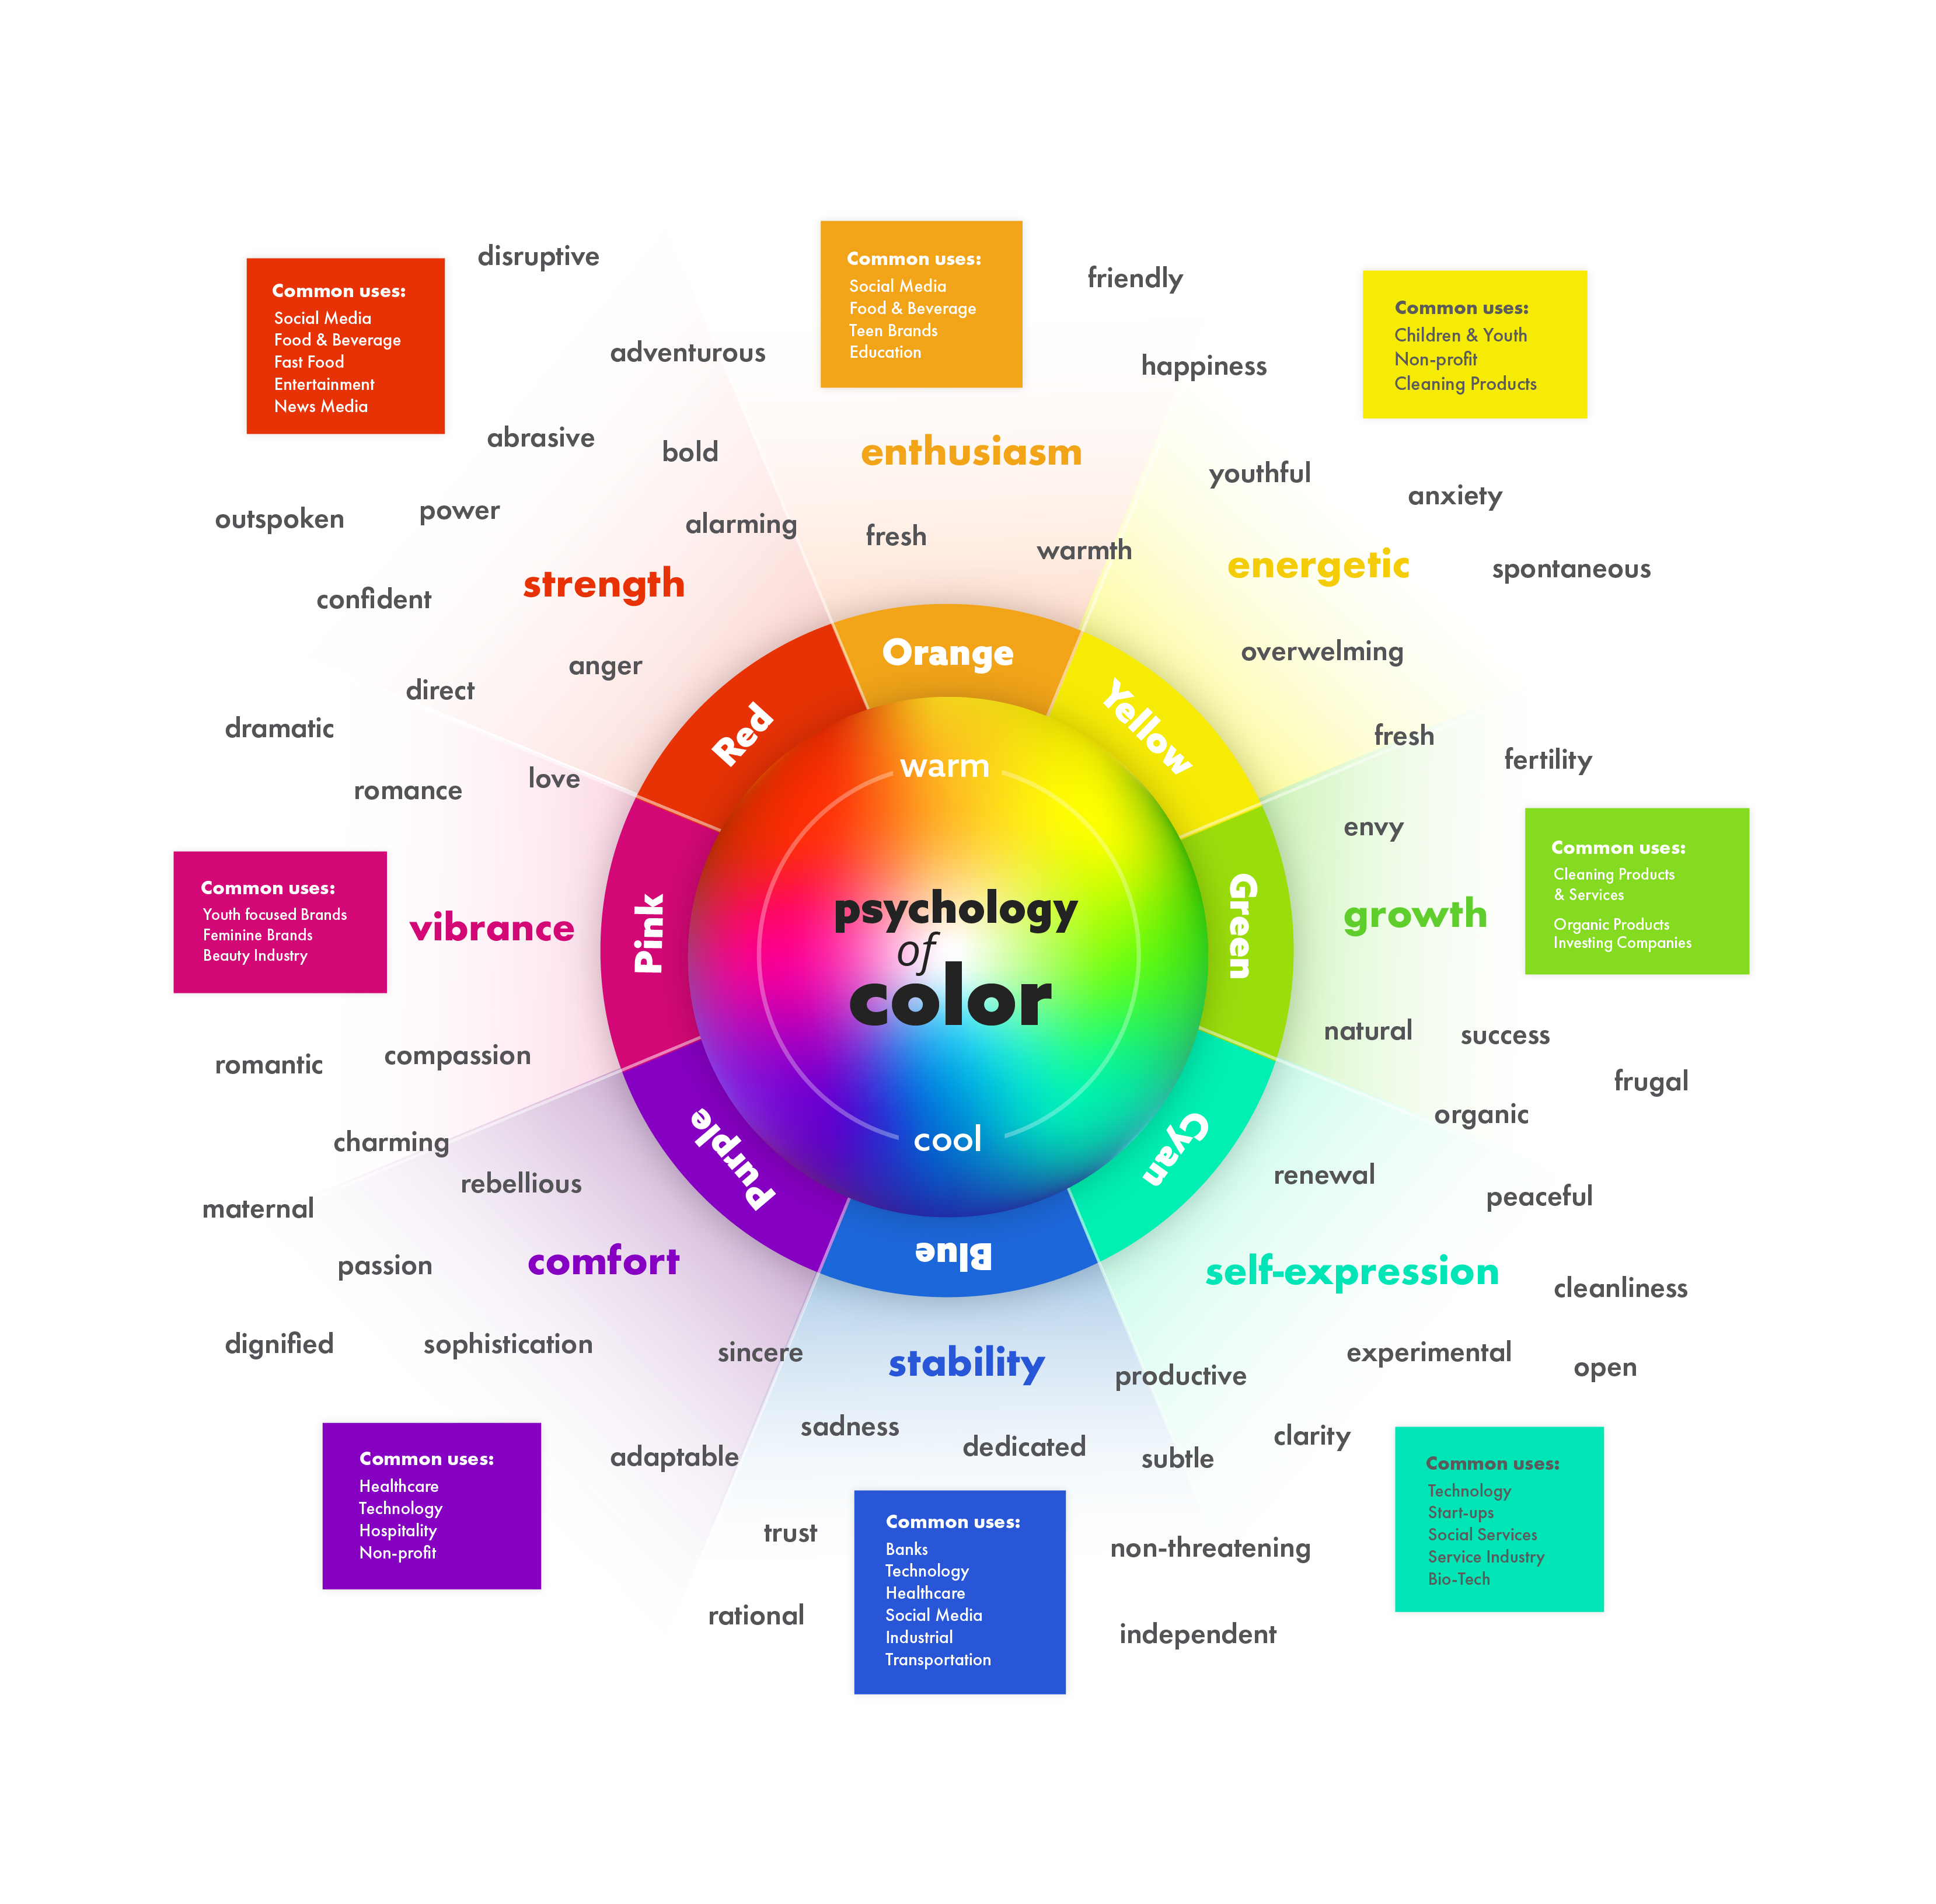 disruptive
Common uses:
Social Media
Food & Beverage
Fast Food
Entertainment
News Media
adventurous
abrasive
bold
outspoken
power
alarming
strength
confident
anger
direct
Common uses:
Social Media
Food & Beverage
Teen Brands
Education
friendly
happiness
enthusiasm
fresh
warmth
Common uses:
Children & Youth
Non-profit
Cleaning Products
youthful
anxiety
energetic
spontaneous
overwelming
fresh
fertility
envy
Common uses:
Cleaning Products
& Services
Organic Products
Investing Companies
growth
natural
success
frugal
organic
renewal
peaceful
self-expression
cleanliness
experimental
open
productive
clarity
subtle
Common uses:
Technology
Start-ups
Social Services
Service Industry
Bio-Tech
non-threatening
independent
stability
sadness
dedicated
trust
rational
Common uses:
Banks
Technology
Healthcare
Social Media
Industrial
Transportation
sincere
adaptable
rebellious
maternal
passion
comfort
dignified
sophistication
Common uses:
Healthcare
Technology
Hospitality
Non-profit
dramatic
romance
love
Common uses:
Youth focused Brands
Feminine Brands
Beauty Industry
vibrance
romantic
compassion
charming
Red
Orange
Yellow
Green
Cyan
Blue
Purple
Pink
warm
psychology
of
color
cool